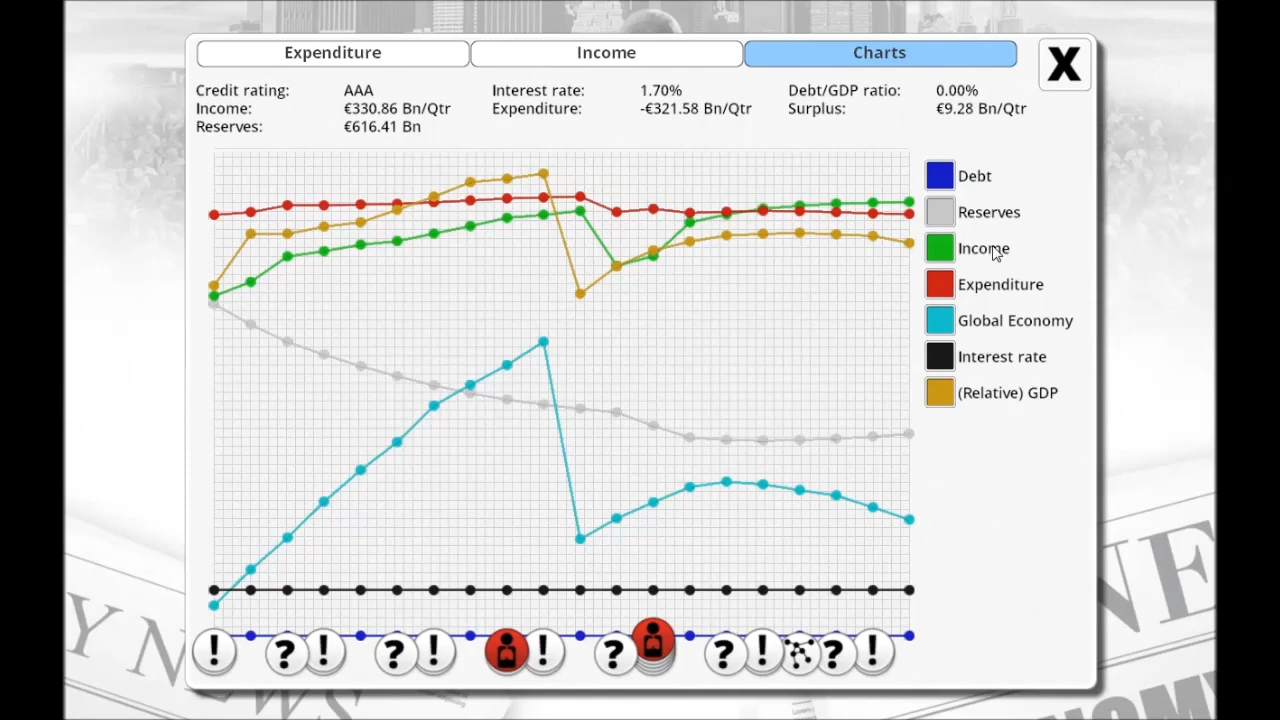 Expenditure Income Charts X
Credit rating: AAA Interest rate: 1.70% Debt/GDP ratio: 0.00%
Income: €330.86 Bn/Qtr Expenditure: -€321.58 Bn/Qtr Surplus: €9.28 Bn/Qtr
Reserves: €616.41 Bn
Debt
Reserves
Income
Expenditure
Global Economy
Interest rate
(Relative) GDP
! ? ! ? ! ! ? ? ! ? !
Y NEWS
NE